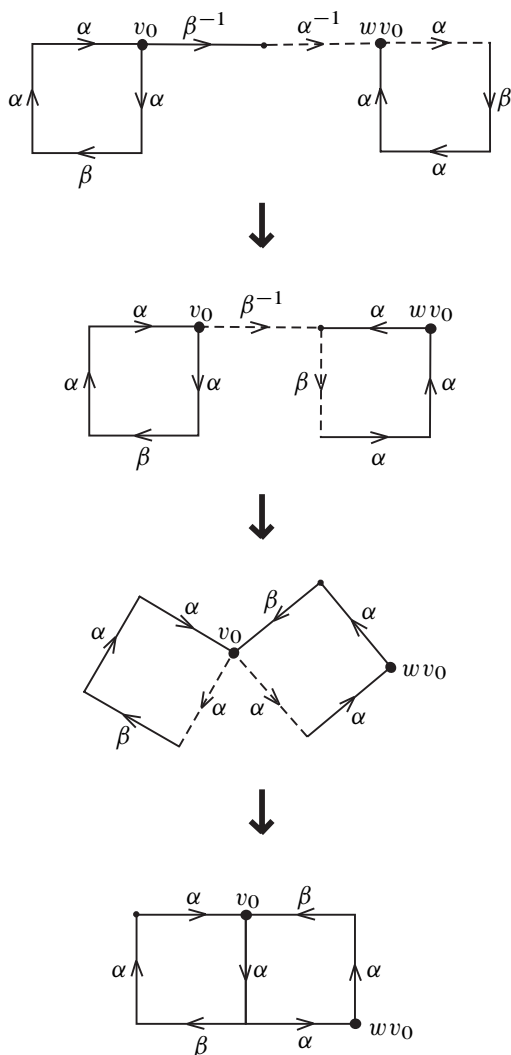 α v₀ β⁻¹ α⁻¹ wv₀ α
α α α β
β α
α v₀ β⁻¹ α wv₀
α α β α
β α
α α v₀ β α
β α α α wv₀
α v₀ β
α α α
β α wv₀